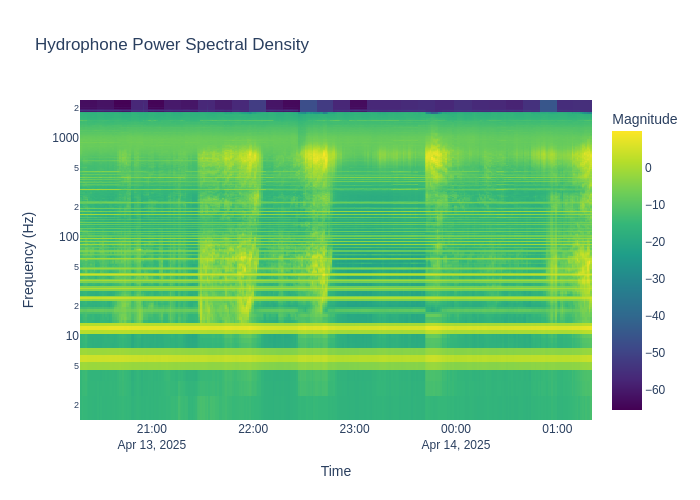 Hydrophone Power Spectral Density
Magnitude
2
1000
5
2
100
5
2
10
5
2
Frequency (Hz)
0
−10
−20
−30
−40
−50
−60
21:00 22:00 23:00 00:00 01:00
Apr 13, 2025 Apr 14, 2025
Time